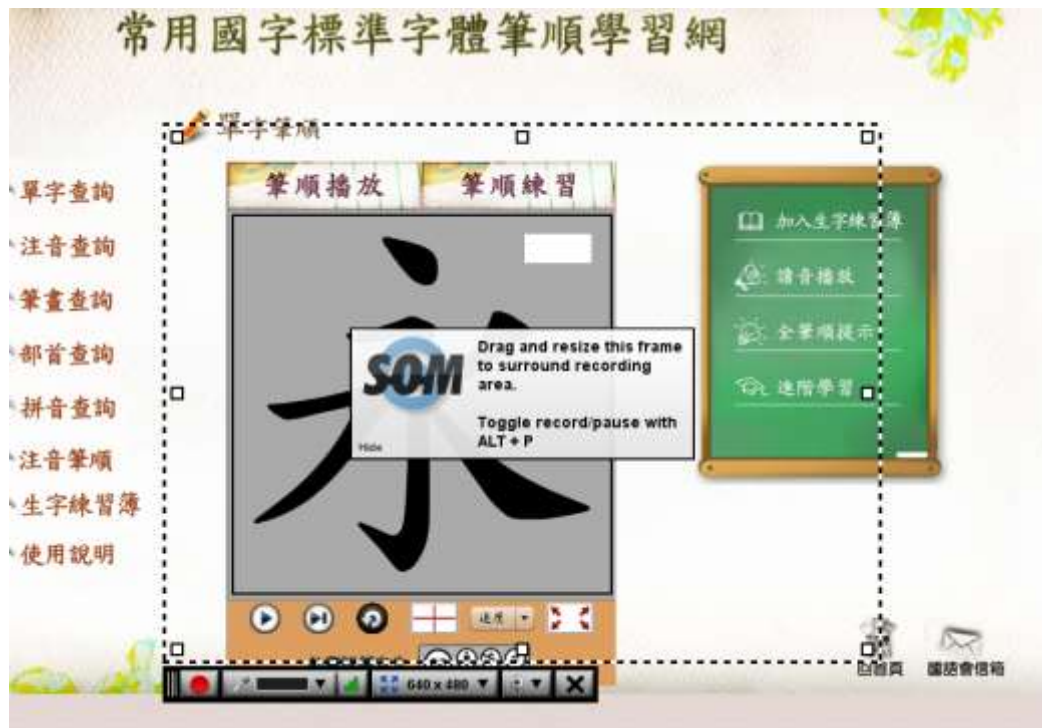 常用國字標準字體筆順學習網
單字筆順
筆順播放
筆順練習
單字查詢
注音查詢
筆畫查詢
部首查詢
拼音查詢
注音筆順
生字練習簿
使用說明
加入生字練習簿
讀音播放
全筆順提示
進階學習
SOM
Drag and resize this frame
to surround recording
area.
Toggle record/pause with
ALT + P
Hide
速度
回首頁
國語會信箱
640 x 480